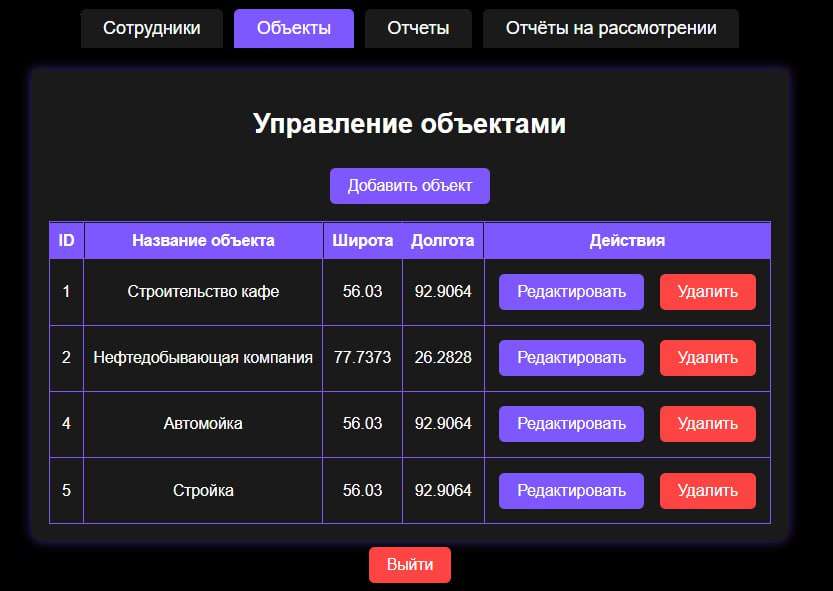 Сотрудники Объекты Отчеты Отчёты на рассмотрении
Управление объектами
Добавить объект
ID Название объекта Широта Долгота Действия
1 Строительство кафе 56.03 92.9064 Редактировать Удалить
2 Нефтедобывающая компания 77.7373 26.2828 Редактировать Удалить
4 Автомойка 56.03 92.9064 Редактировать Удалить
5 Стройка 56.03 92.9064 Редактировать Удалить
Выйти